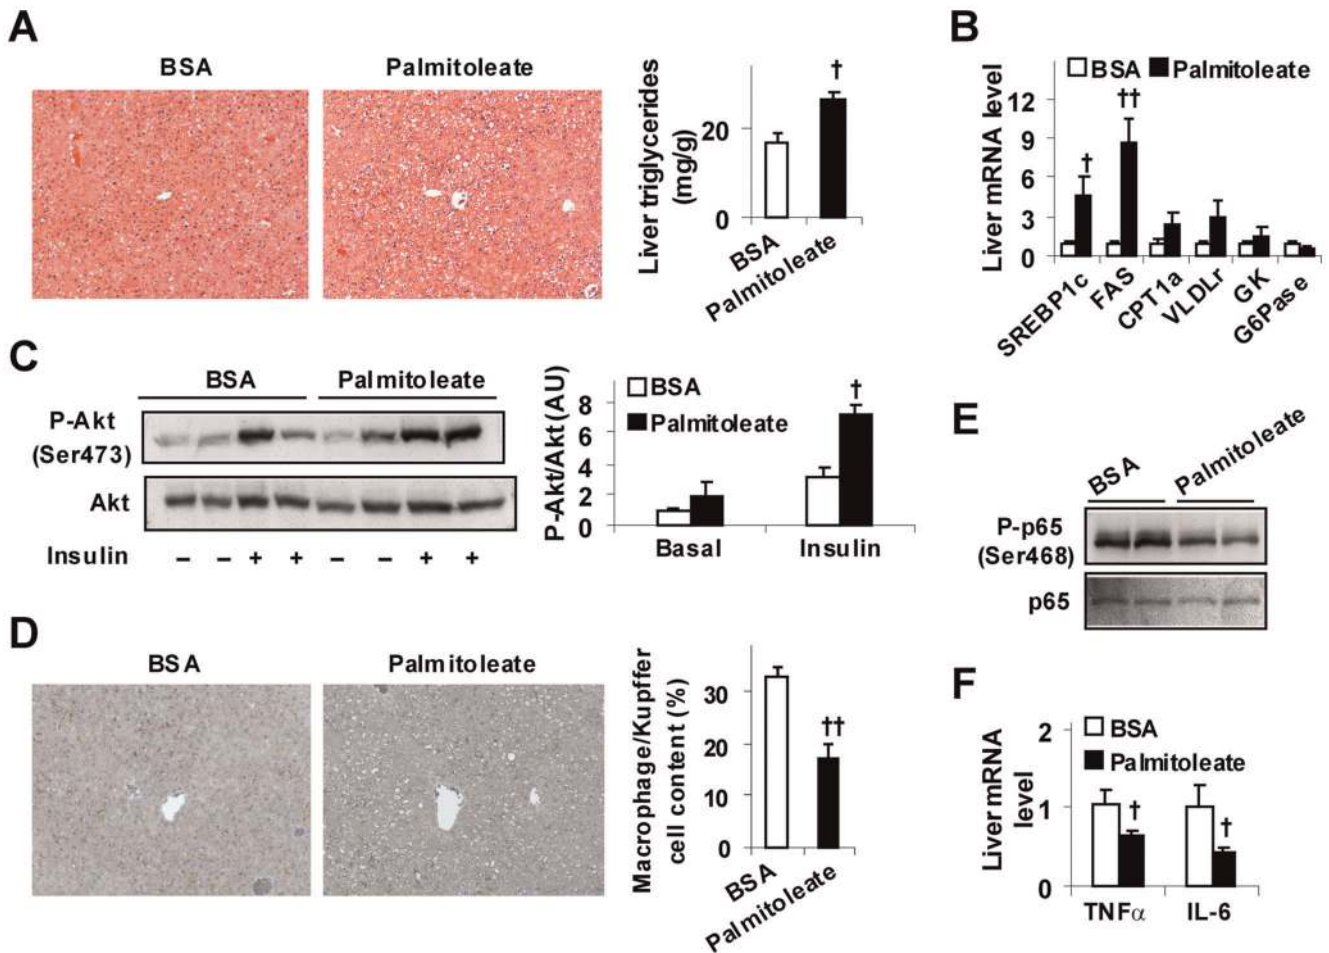 A
BSA
Palmitoleate
Liver triglycerides
(mg/g)
20
0
†
BSA
Palmitoleate
B
BSA Palmitoleate
Liver mRNA level
12
9
6
3
0
†
††
SREBP1c
FAS
CPT1a
VLDLr
GK
G6Pase
C
BSA
Palmitoleate
P-Akt
(Ser473)
Akt
Insulin
– – + + – – + +
P-Akt/Akt (AU)
8
6
4
2
0
BSA
Palmitoleate
†
Basal
Insulin
D
BSA
Palmitoleate
Macrophage/Kupffer
cell content (%)
30
20
10
0
††
BSA
Palmitoleate
E
BSA
Palmitoleate
P-p65
(Ser468)
p65
F
Liver mRNA
level
2
1
0
BSA
Palmitoleate
†
†
TNFα
IL-6